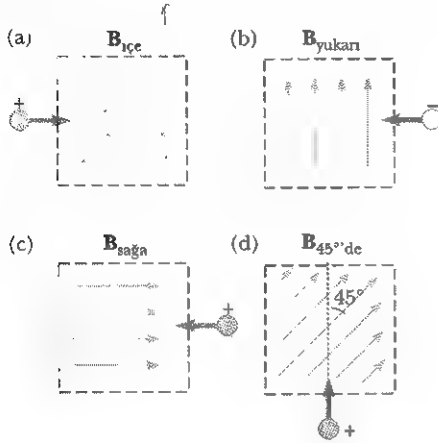 (a) B_içe
+
(b) B_yukarı
−
(c) B_sağa
+
(d) B_45°'de
45°
+